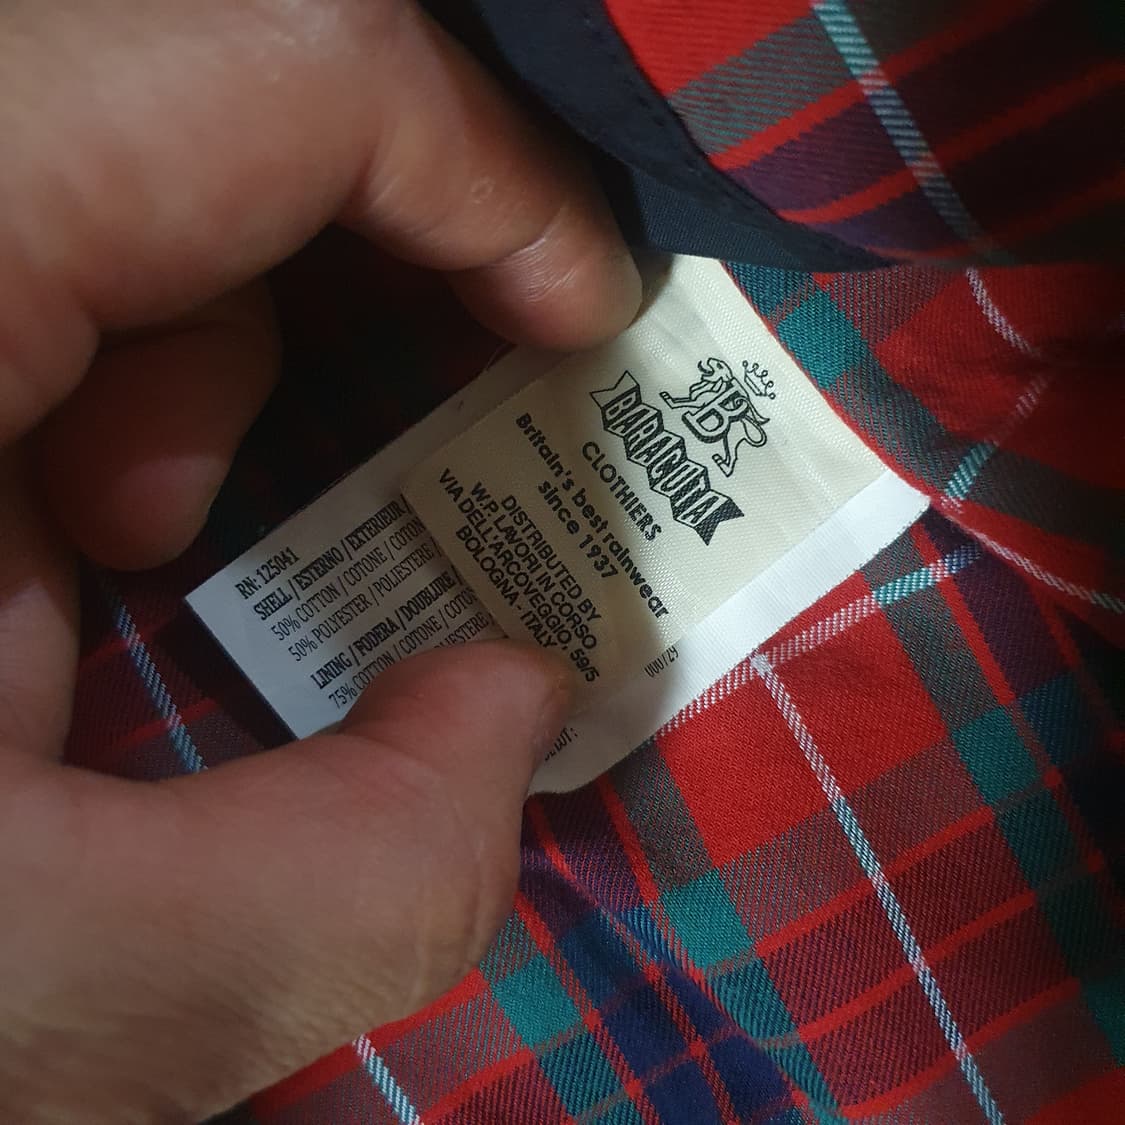 BARACUTA
CLOTHIERS
Britain's best rainwear
since 1937
DISTRIBUTED BY
W.P. LAVORI IN CORSO
VIA DELL'ARCOVEGGIO, 59/5
BOLOGNA - ITALY
RN: 125041
SHELL / ESTERNO / EXTERIEUR
50% COTTON / COTONE / COTON
50% POLYESTER / POLIESTERE
LINING / FODERA / DOUBLURE
75% COTTON / COTONE / COTON